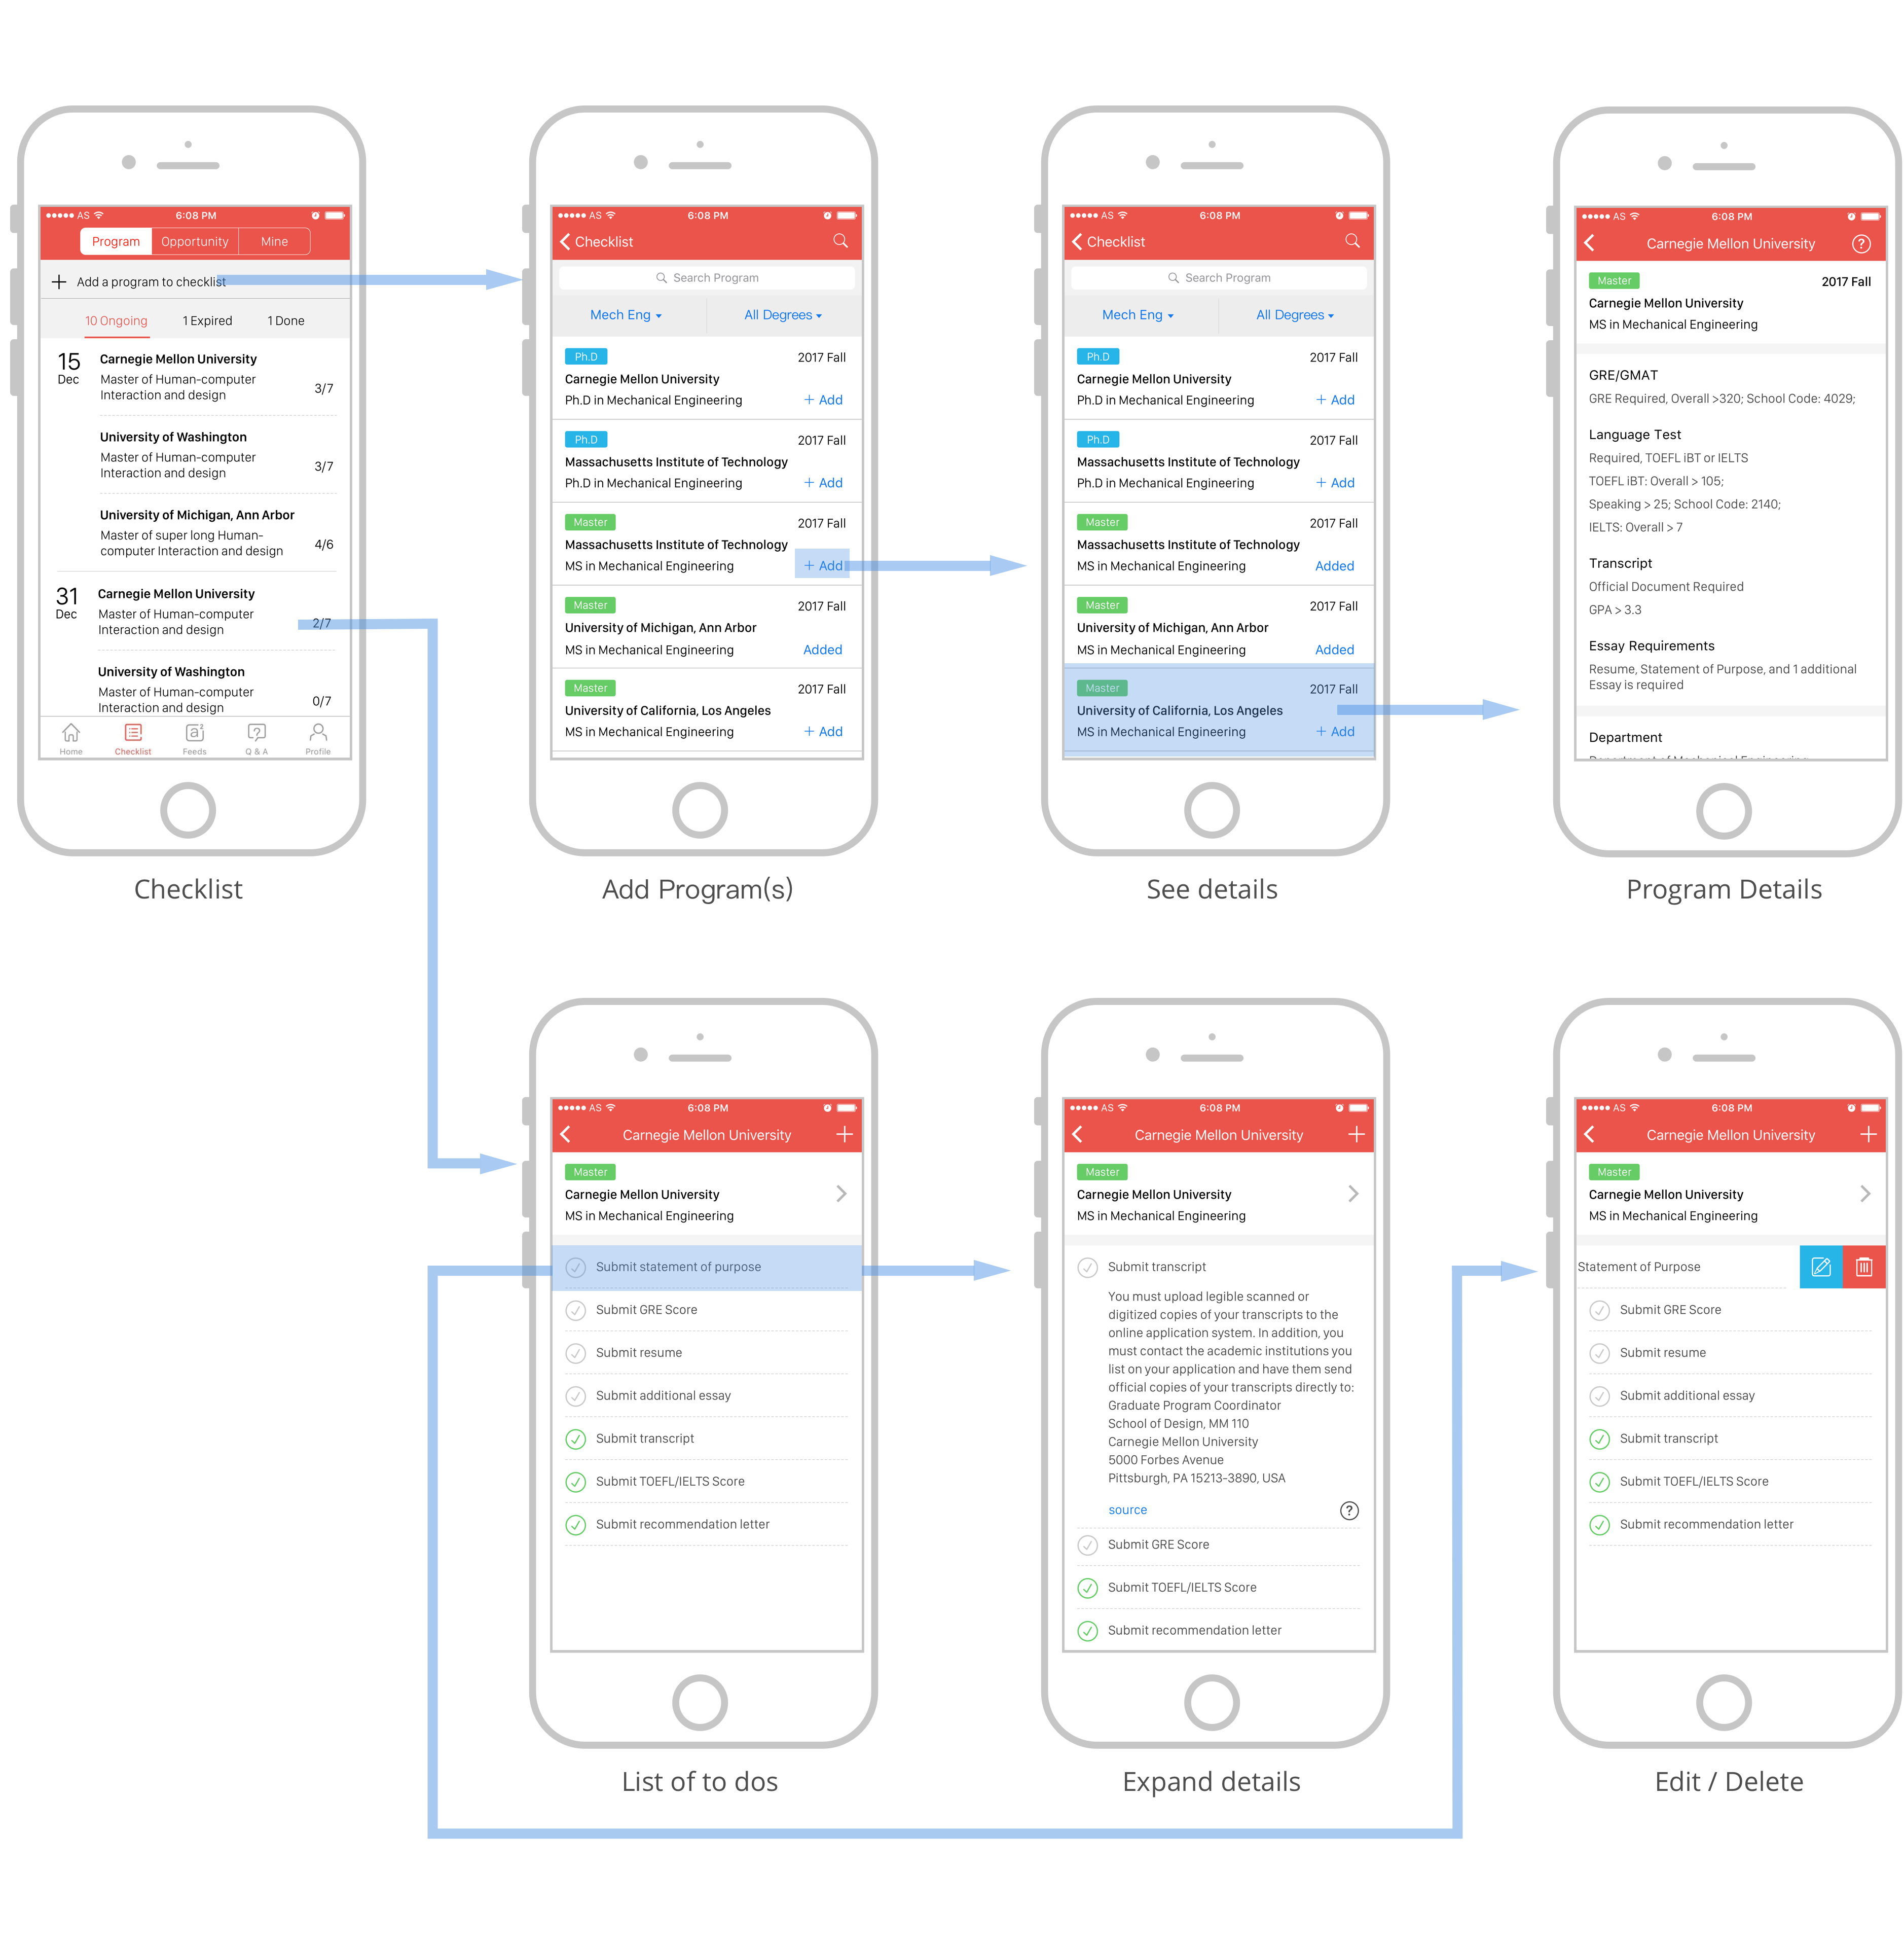 AS 6:08 PM
Program Opportunity Mine
Add a program to checklist
10 Ongoing 1 Expired 1 Done
15
Dec
Carnegie Mellon University
Master of Human-computer
Interaction and design
3/7
University of Washington
Master of Human-computer
Interaction and design
3/7
University of Michigan, Ann Arbor
Master of super long Human-
computer Interaction and design
4/6
31
Dec
Carnegie Mellon University
Master of Human-computer
Interaction and design
2/7
University of Washington
Master of Human-computer
Interaction and design
0/7
Home Checklist Feeds Q & A Profile
Checklist
AS 6:08 PM
Checklist
Search Program
Mech Eng All Degrees
Ph.D 2017 Fall
Carnegie Mellon University
Ph.D in Mechanical Engineering + Add
Ph.D 2017 Fall
Massachusetts Institute of Technology
Ph.D in Mechanical Engineering + Add
Master 2017 Fall
Massachusetts Institute of Technology
MS in Mechanical Engineering + Add
Master 2017 Fall
University of Michigan, Ann Arbor
MS in Mechanical Engineering Added
Master 2017 Fall
University of California, Los Angeles
MS in Mechanical Engineering + Add
Add Program(s)
AS 6:08 PM
Checklist
Search Program
Mech Eng All Degrees
Ph.D 2017 Fall
Carnegie Mellon University
Ph.D in Mechanical Engineering + Add
Ph.D 2017 Fall
Massachusetts Institute of Technology
Ph.D in Mechanical Engineering + Add
Master 2017 Fall
Massachusetts Institute of Technology
MS in Mechanical Engineering Added
Master 2017 Fall
University of Michigan, Ann Arbor
MS in Mechanical Engineering Added
Master 2017 Fall
University of California, Los Angeles
MS in Mechanical Engineering + Add
See details
AS 6:08 PM
Carnegie Mellon University ?
Master 2017 Fall
Carnegie Mellon University
MS in Mechanical Engineering
GRE/GMAT
GRE Required, Overall >320; School Code: 4029;
Language Test
Required, TOEFL iBT or IELTS
TOEFL iBT: Overall > 105;
Speaking > 25; School Code: 2140;
IELTS: Overall > 7
Transcript
Official Document Required
GPA > 3.3
Essay Requirements
Resume, Statement of Purpose, and 1 additional
Essay is required
Department
Department of Mechanical Engineering
Program Details
AS 6:08 PM
Carnegie Mellon University
Master
Carnegie Mellon University
MS in Mechanical Engineering
Submit statement of purpose
Submit GRE Score
Submit resume
Submit additional essay
Submit transcript
Submit TOEFL/IELTS Score
Submit recommendation letter
List of to dos
AS 6:08 PM
Carnegie Mellon University
Master
Carnegie Mellon University
MS in Mechanical Engineering
Submit transcript
You must upload legible scanned or
digitized copies of your transcripts to the
online application system. In addition, you
must contact the academic institutions you
list on your application and have them send
official copies of your transcripts directly to:
Graduate Program Coordinator
School of Design, MM 110
Carnegie Mellon University
5000 Forbes Avenue
Pittsburgh, PA 15213-3890, USA
source ?
Submit GRE Score
Submit TOEFL/IELTS Score
Submit recommendation letter
Expand details
AS 6:08 PM
Carnegie Mellon University
Master
Carnegie Mellon University
MS in Mechanical Engineering
Statement of Purpose
Submit GRE Score
Submit resume
Submit additional essay
Submit transcript
Submit TOEFL/IELTS Score
Submit recommendation letter
Edit / Delete